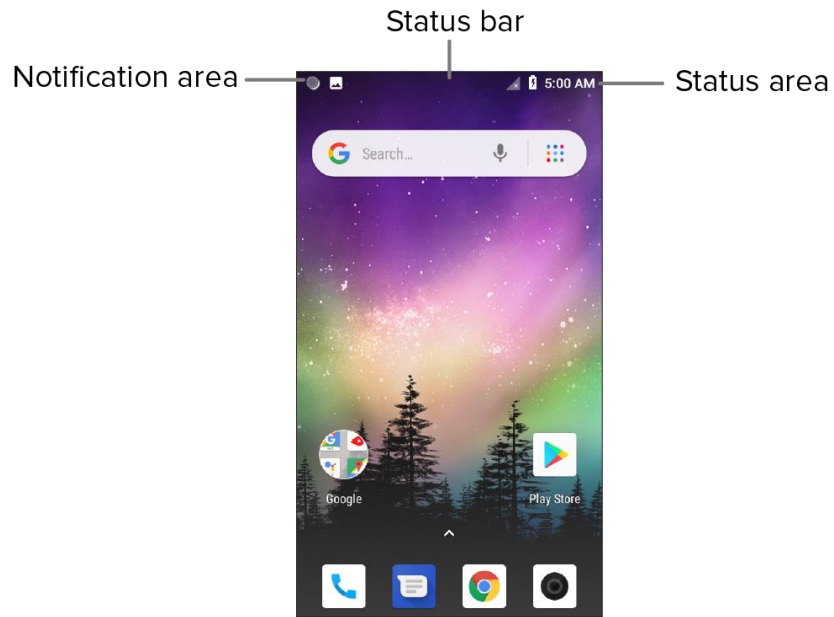 Status bar
Notification area
Status area
5:00 AM
Search...
Google
Play Store